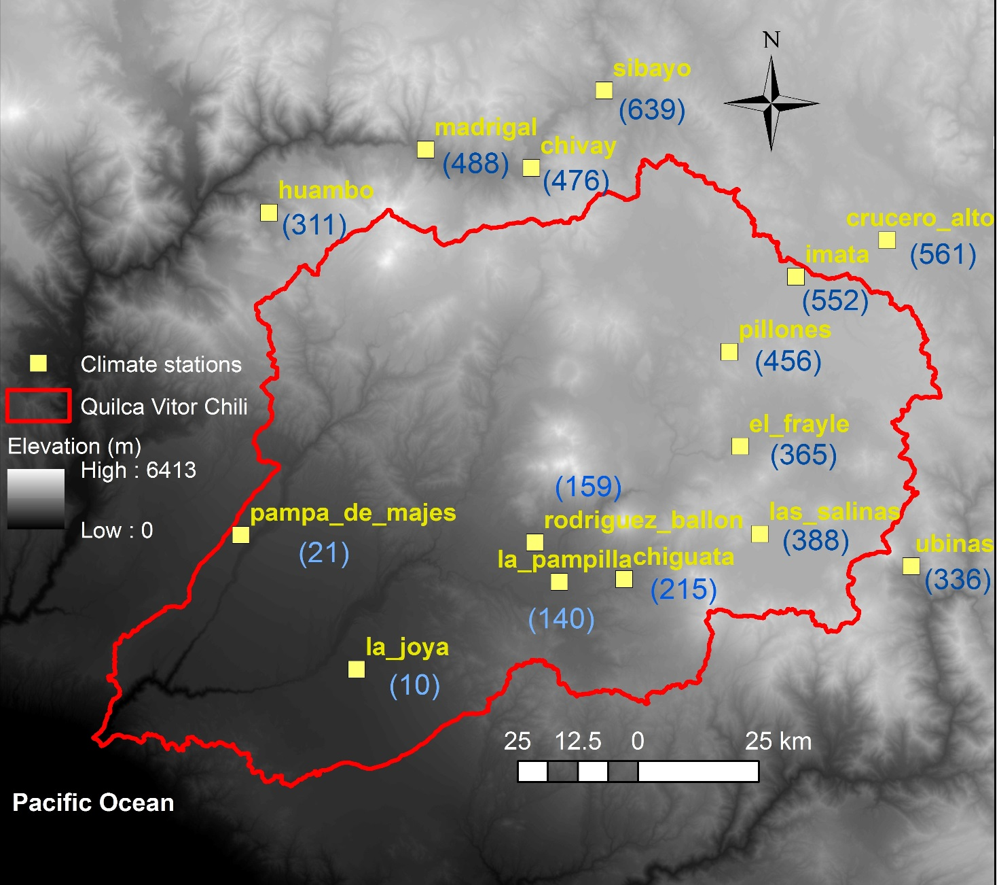 N
sibayo
(639)
madrigal
(488)
chivay
(476)
huambo
(311)
crucero_alto
(561)
imata
(552)
pillones
(456)
Climate stations
Quilca Vitor Chili
Elevation (m)
High : 6413
Low : 0
el_frayle
(365)
(159)
rodriguez_ballon
las_salinas
(388)
pampa_de_majes
(21)
la_pampilla
(140)
chiguata
(215)
ubinas
(336)
la_joya
(10)
25 12.5 0 25 km
Pacific Ocean